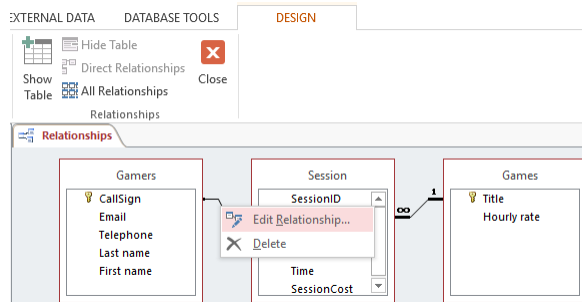 EXTERNAL DATA DATABASE TOOLS DESIGN
Show Table
Hide Table
Direct Relationships
All Relationships
Close
Relationships
Relationships
Gamers
CallSign
Email
Telephone
Last name
First name
Session
SessionID
Edit Relationship...
Delete
Time
SessionCost
∞
1
Games
Title
Hourly rate